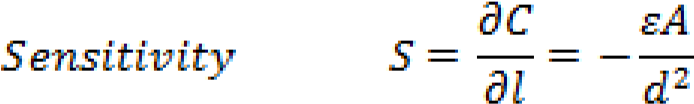 Sensitivity S = ∂C/∂l = − εA/d²